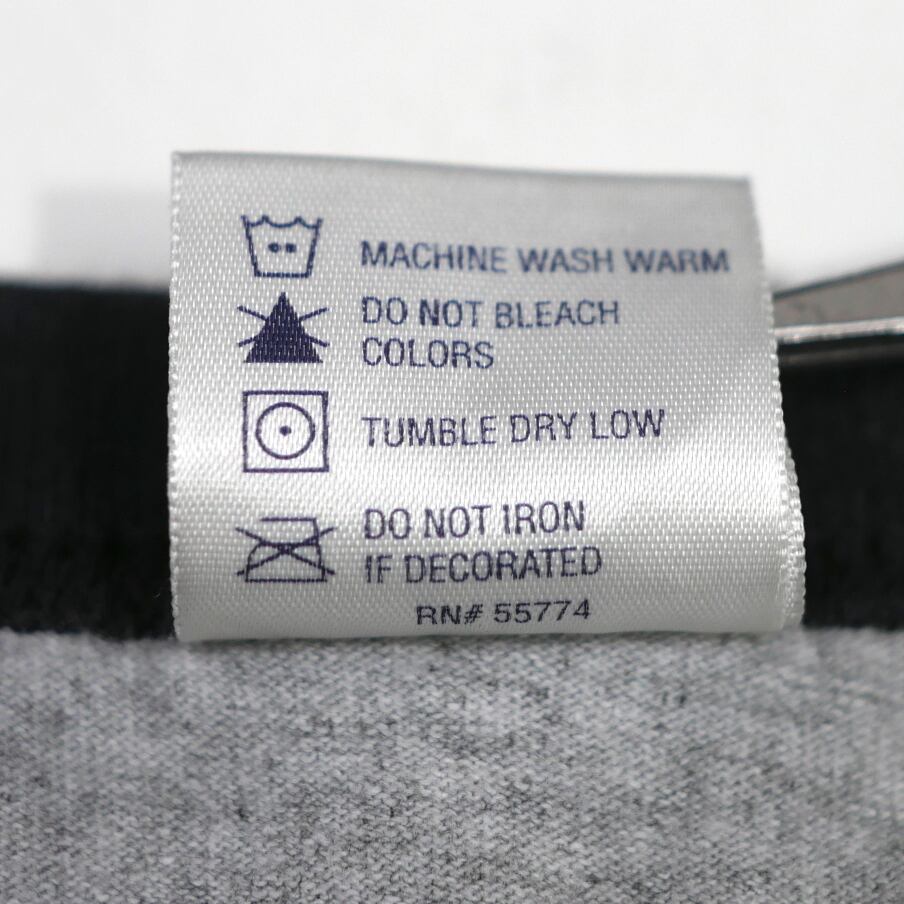 MACHINE WASH WARM
DO NOT BLEACH
COLORS
TUMBLE DRY LOW
DO NOT IRON
IF DECORATED
RN# 55774